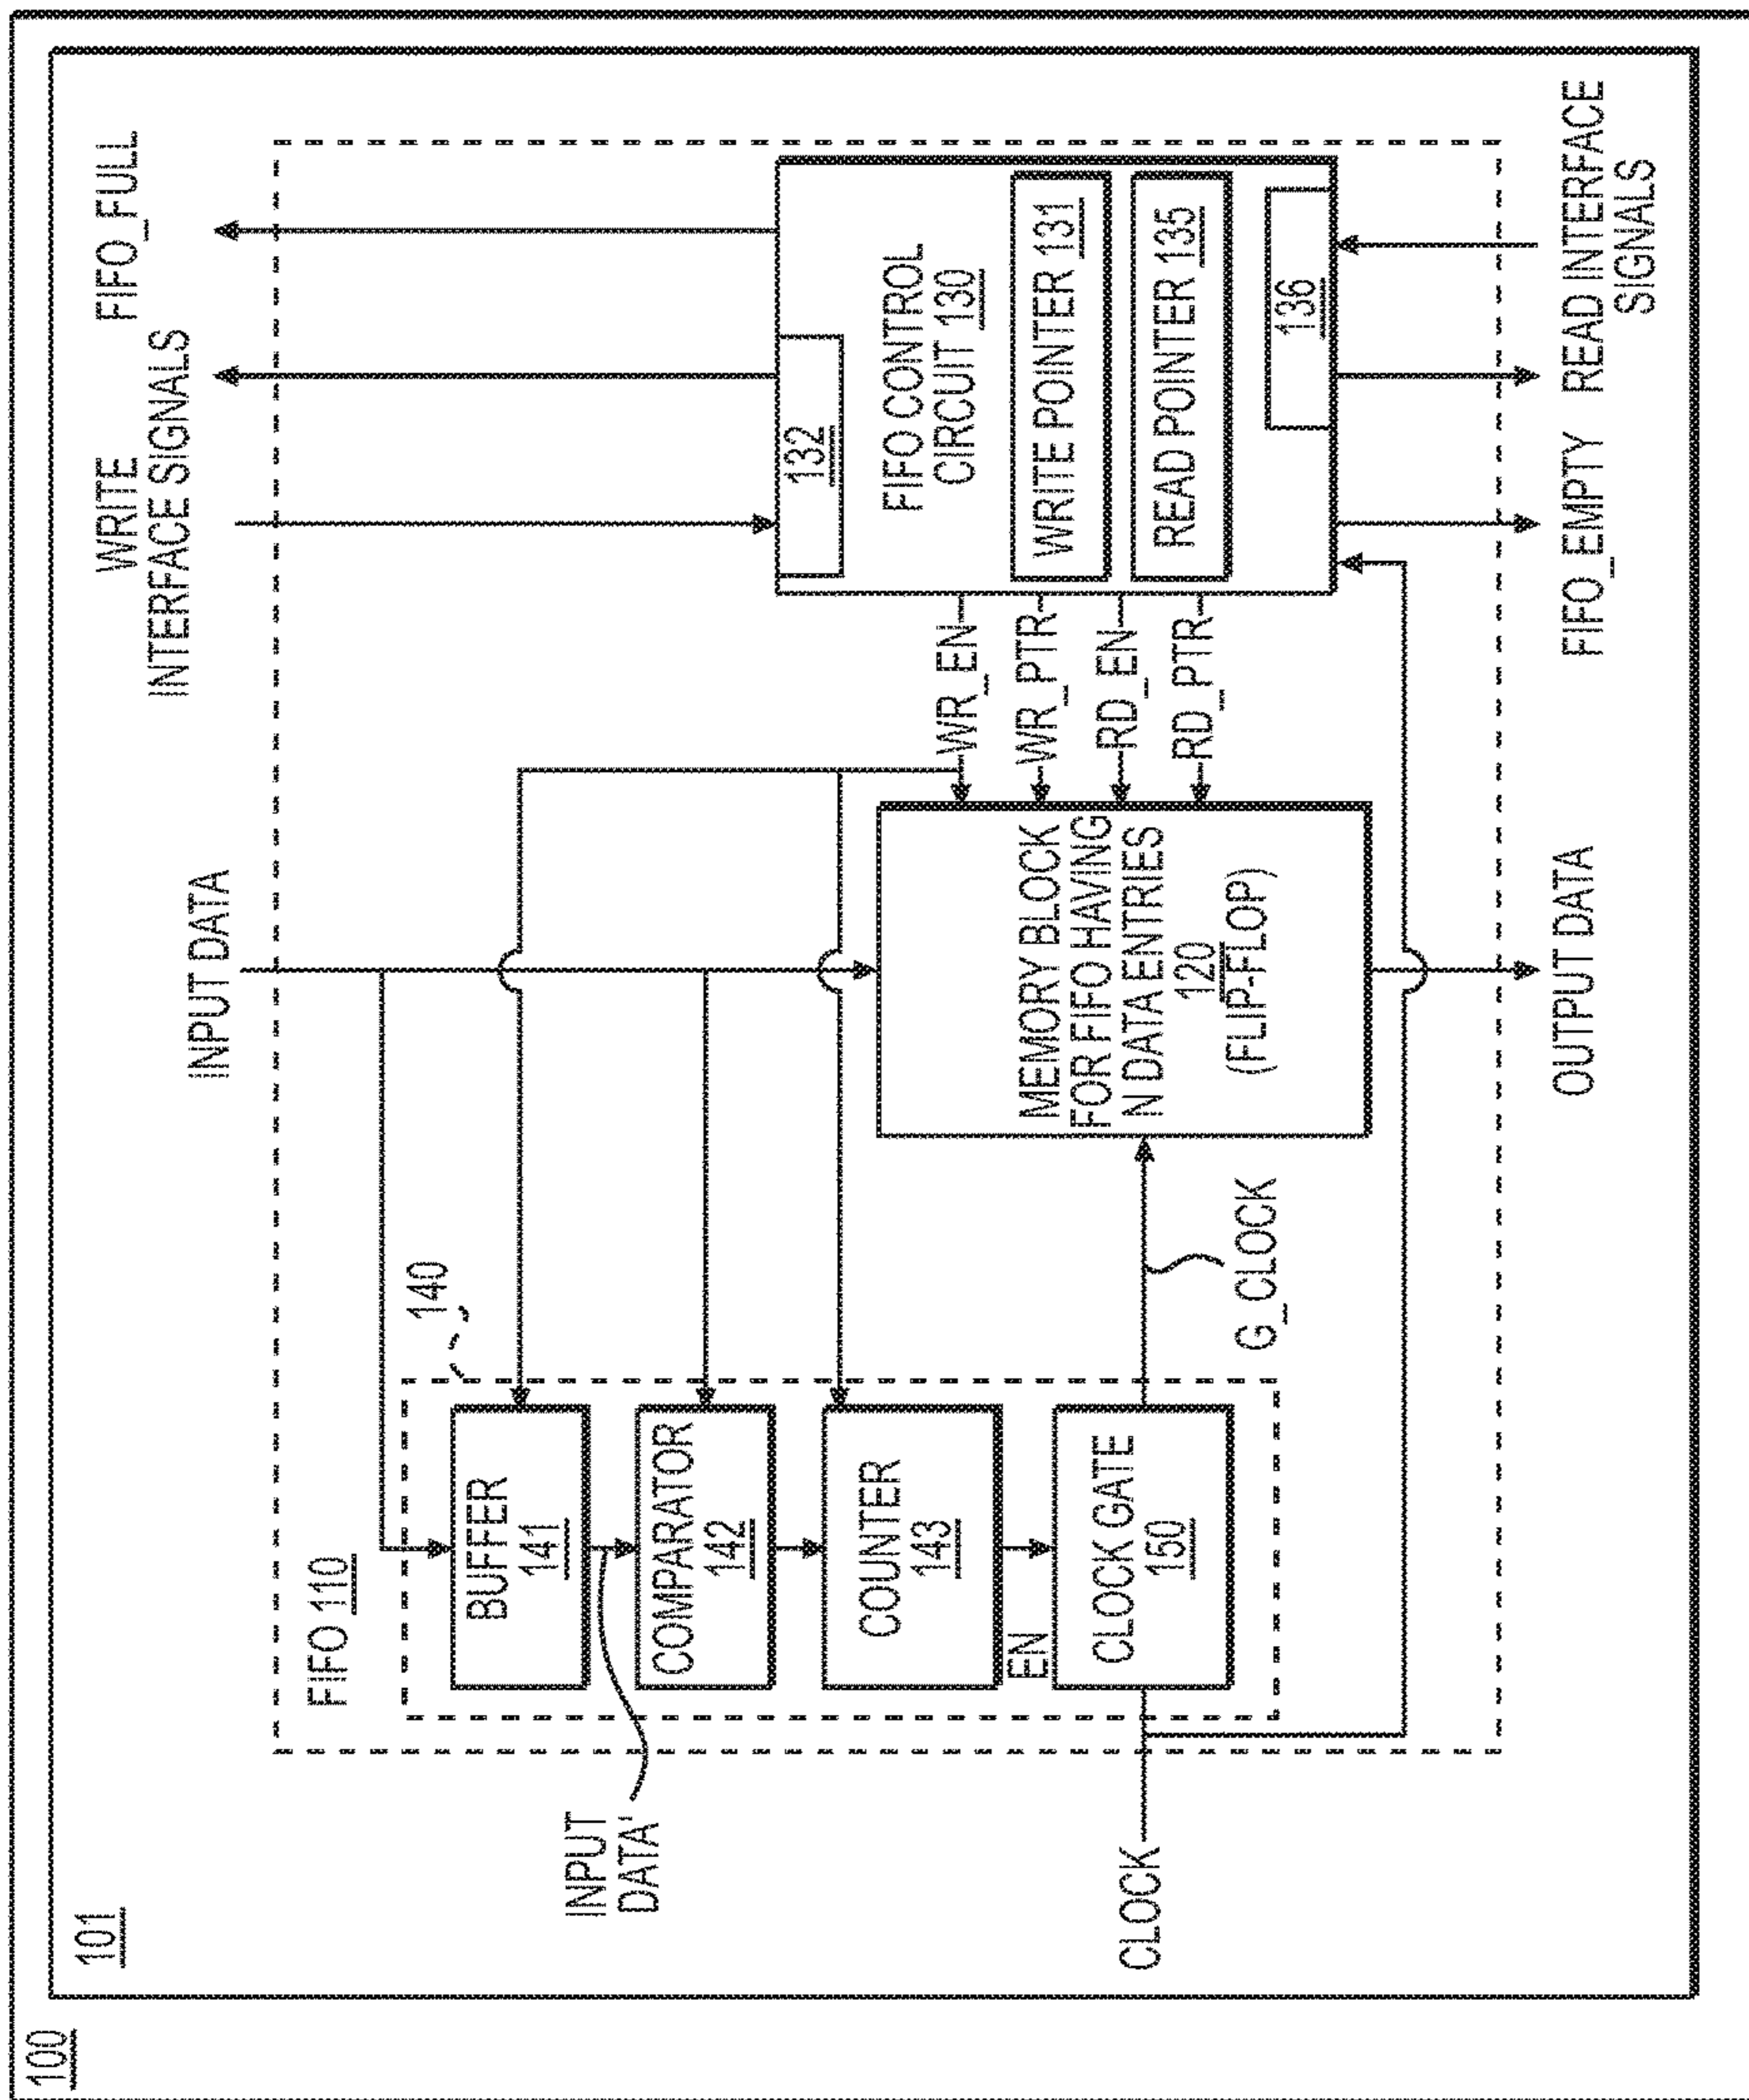 100
101
WRITE
INTERFACE SIGNALS
FIFO_FULL
INPUT DATA
FIFO 110
140
BUFFER
141
INPUT
DATA'
COMPARATOR
142
COUNTER
143
EN
CLOCK GATE
150
CLOCK
G_CLOCK
MEMORY BLOCK
FOR FIFO HAVING
N DATA ENTRIES
120
(FLIP-FLOP)
WR_EN
WR_PTR
RD_EN
RD_PTR
132
FIFO CONTROL
CIRCUIT 130
WRITE POINTER 131
READ POINTER 135
136
OUTPUT DATA
FIFO_EMPTY
READ INTERFACE
SIGNALS